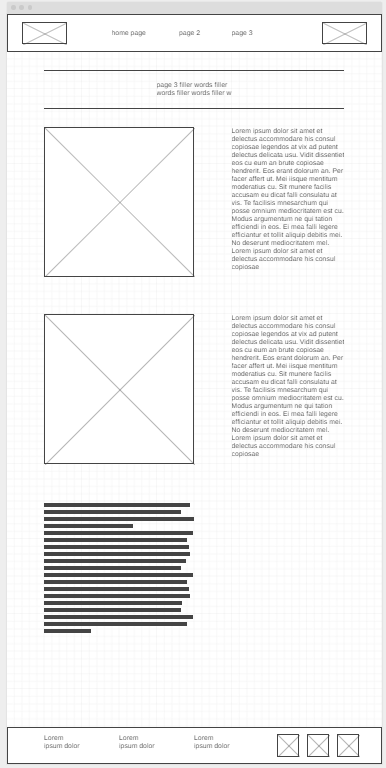 home page page 2 page 3
page 3 filler words filler
words filler words filler w
Lorem ipsum dolor sit amet et
delectus accommodare his consul
copiosae legendos at vix ad putent
delectus delicata usu. Vidit dissentiet
eos cu eum an brute copiosae
hendrerit. Eos erant dolorum an. Per
facer affert ut. Mei iisque mentitum
moderatius cu. Sit munere facilis
accusam eu dicat falli consulatu at
vis. Te facilisis mnesarchum qui
posse omnium mediocritatem est cu.
Modus argumentum ne qui tation
efficiendi in eos. Ei mea falli legere
efficiantur et tollit aliquip debitis mei.
No deserunt mediocritatem mel.
Lorem ipsum dolor sit amet et
delectus accommodare his consul
copiosae
Lorem ipsum dolor sit amet et
delectus accommodare his consul
copiosae legendos at vix ad putent
delectus delicata usu. Vidit dissentiet
eos cu eum an brute copiosae
hendrerit. Eos erant dolorum an. Per
facer affert ut. Mei iisque mentitum
moderatius cu. Sit munere facilis
accusam eu dicat falli consulatu at
vis. Te facilisis mnesarchum qui
posse omnium mediocritatem est cu.
Modus argumentum ne qui tation
efficiendi in eos. Ei mea falli legere
efficiantur et tollit aliquip debitis mei.
No deserunt mediocritatem mel.
Lorem ipsum dolor sit amet et
delectus accommodare his consul
copiosae
Lorem
ipsum dolor
Lorem
ipsum dolor
Lorem
ipsum dolor